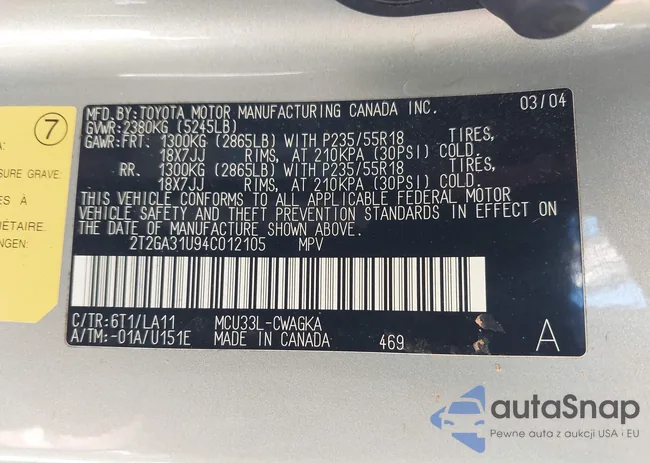 7
A:
SURE GRAVE
ÉTAIRE.
UNGEN
MFD.BY:TOYOTA MOTOR MANUFACTURING CANADA INC. 03/04
GVWR:2380KG (5245LB)
GAWR:FRT. 1300KG (2865LB) WITH P235/55R18 TIRES,
18X7JJ RIMS, AT 210KPA (30PSI) COLD.
RR. 1300KG (2865LB) WITH P235/55R18 TIRES,
18X7JJ RIMS, AT 210KPA (30PSI) COLD.
THIS VEHICLE CONFORMS TO ALL APPLICABLE FEDERAL MOTOR
VEHICLE SAFETY AND THEFT PREVENTION STANDARDS IN EFFECT ON
THE DATE OF MANUFACTURE SHOWN ABOVE.
2T2GA31U94C012105 MPV
C/TR:6T1/LA11 MCU33L-CWAGKA
A/TM:-01A/U151E MADE IN CANADA 469 A
autaSnap
Pewne auta z aukcji USA i EU